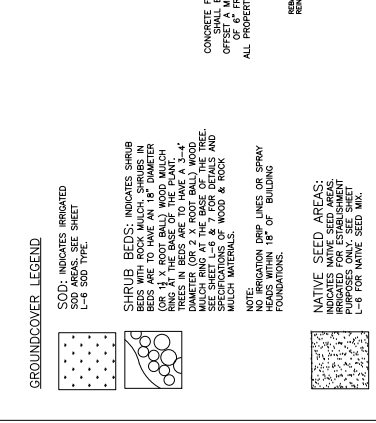 GROUNDCOVER LEGEND
SOD: INDICATES IRRIGATED
SOD AREAS. SEE SHEET
L-6 SOD TYPE.
SHRUB BEDS: INDICATES SHRUB
BEDS WITH ROCK MULCH. SHRUBS IN
BEDS ARE TO HAVE AN 18" DIAMETER
(OR 1½ X ROOT BALL) WOOD MULCH
RING AT THE BASE OF THE PLANT.
TREES IN BEDS ARE TO HAVE A 3-4'
DIAMETER (OR 2 X ROOT BALL) WOOD
MULCH RING AT THE BASE OF THE TREE.
SEE SHEET L-6 & 7 FOR DETAILS AND
SPECIFICATIONS OF WOOD & ROCK
MULCH MATERIALS.
NOTE:
NO IRRIGATION DRIP LINES OR SPRAY
HEADS WITHIN 18" OF BUILDING
FOUNDATIONS.
NATIVE SEED AREAS:
INDICATES NATIVE SEED AREAS.
IRRIGATED FOR ESTABLISHMENT
PURPOSES ONLY. SEE SHEET
L-6 FOR NATIVE SEED MIX.
CONCRETE F
SHALL B
OFFSET A M
OF 6" FR
ALL PROPERT
REB
REIN